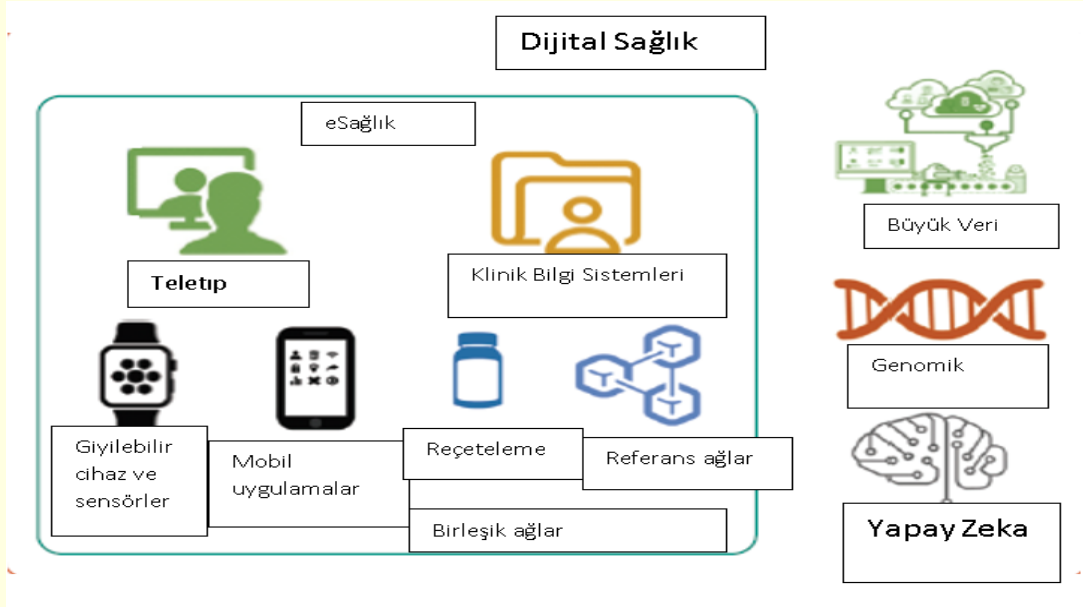 Dijital Sağlık
eSağlık
Teletıp
Klinik Bilgi Sistemleri
Giyilebilir
cihaz ve
sensörler
Mobil
uygulamalar
Reçeteleme
Referans ağlar
Birleşik ağlar
Büyük Veri
Genomik
Yapay Zeka